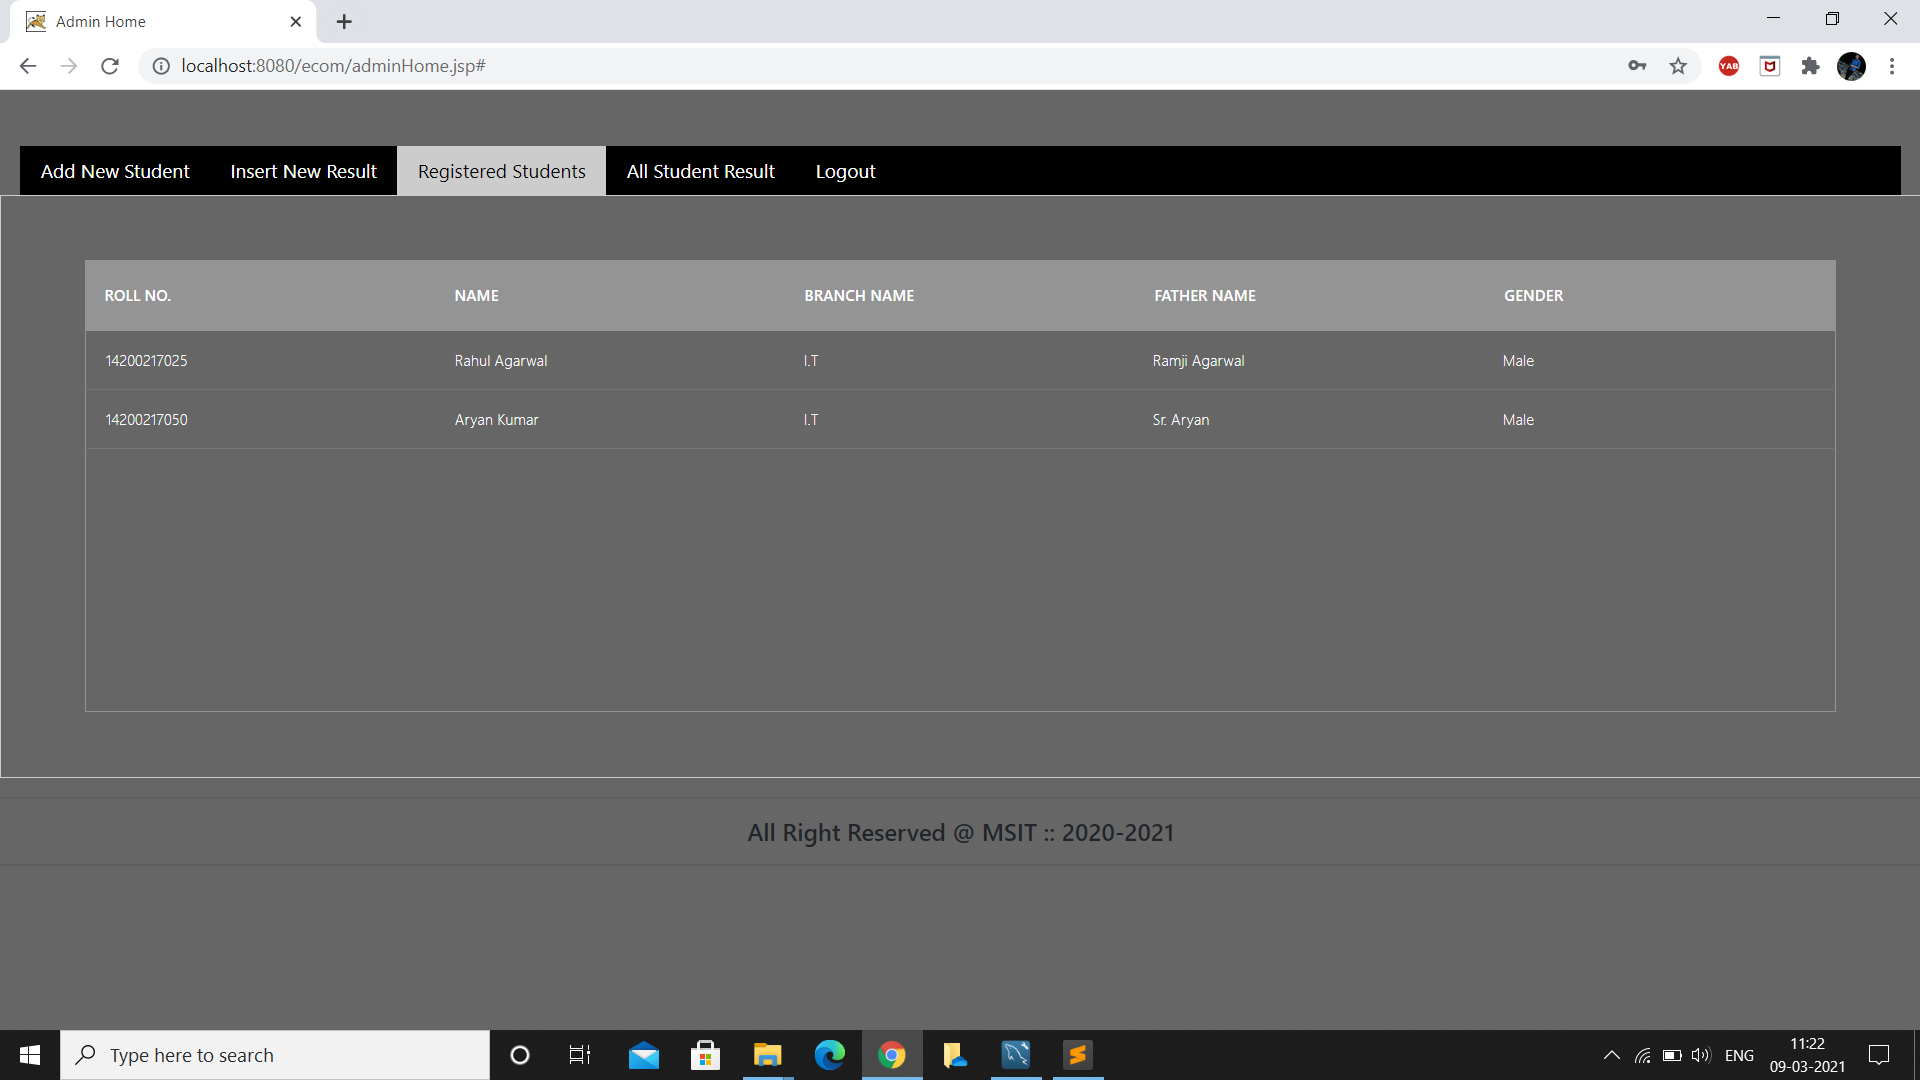 Admin Home
localhost:8080/ecom/adminHome.jsp#
YAB
Add New Student Insert New Result Registered Students All Student Result Logout
ROLL NO. NAME BRANCH NAME FATHER NAME GENDER
14200217025 Rahul Agarwal I.T Ramji Agarwal Male
14200217050 Aryan Kumar I.T Sr. Aryan Male
All Right Reserved @ MSIT :: 2020-2021
Type here to search
ENG
11:22
09-03-2021